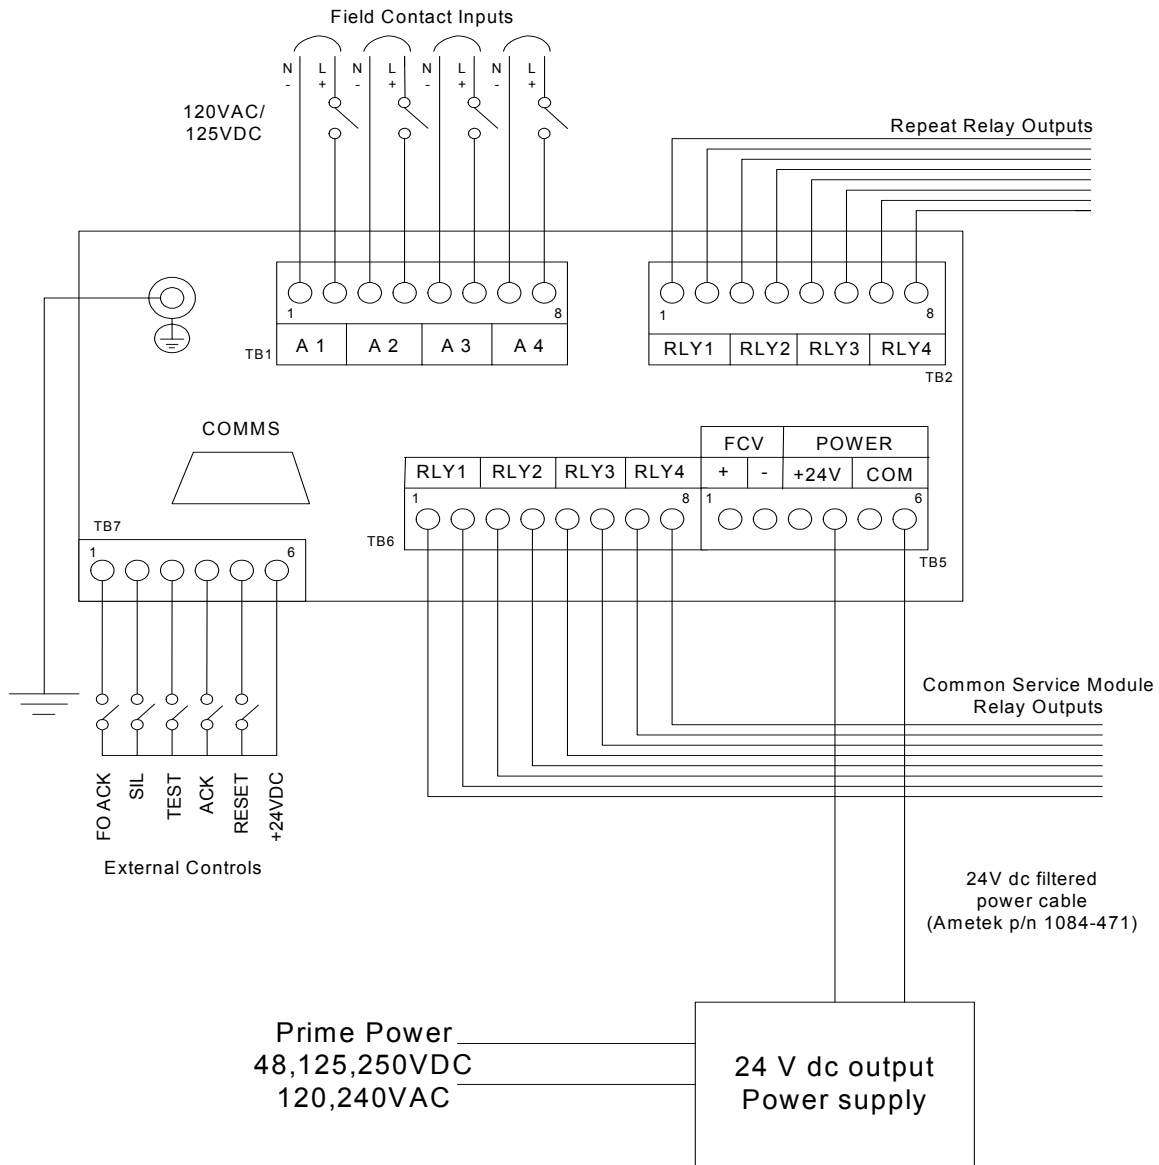 Field Contact Inputs
N L N L N L N L
- + - + - + - +
120VAC/
125VDC
Repeat Relay Outputs
1 8
A 1 A 2 A 3 A 4
TB1
1 8
RLY1 RLY2 RLY3 RLY4
TB2
COMMS
FCV POWER
+ - +24V COM
1 6
TB5
RLY1 RLY2 RLY3 RLY4
1 8
TB6
TB7
1 6
FO ACK
SIL
TEST
ACK
RESET
+24VDC
External Controls
Common Service Module
Relay Outputs
24V dc filtered
power cable
(Ametek p/n 1084-471)
Prime Power
48,125,250VDC
120,240VAC
24 V dc output
Power supply